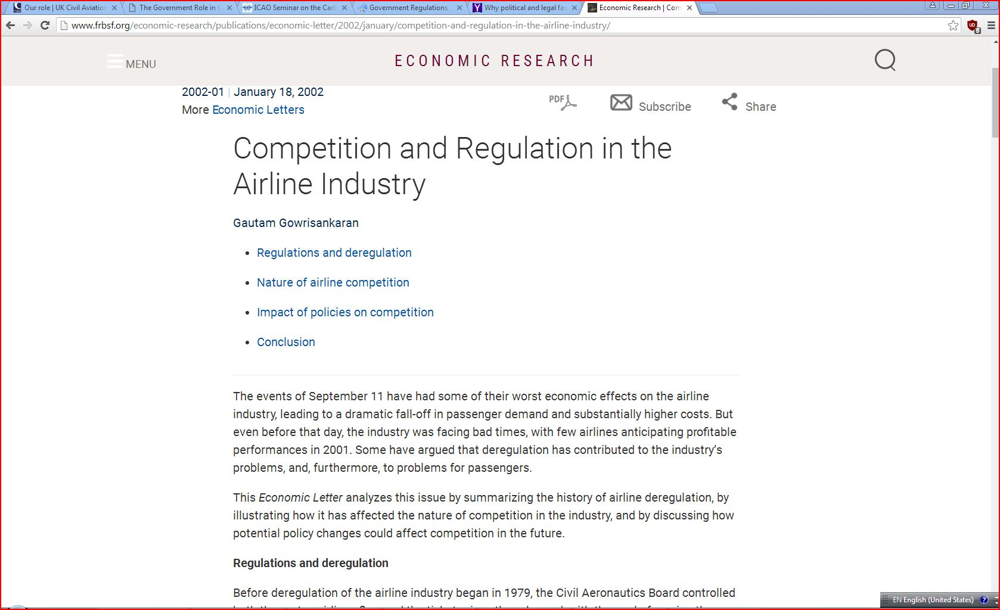 Our role | UK Civil Aviation
The Government Role in C
ICAO Seminar on the Carb
Government Regulations,
Why political and legal fac
Economic Research | Com
www.frbsf.org/economic-research/publications/economic-letter/2002/january/competition-and-regulation-in-the-airline-industry/
5
MENU
ECONOMIC RESEARCH
2002-01 | January 18, 2002
More Economic Letters
PDF
Subscribe
Share
Competition and Regulation in the
Airline Industry
Gautam Gowrisankaran
• Regulations and deregulation
• Nature of airline competition
• Impact of policies on competition
• Conclusion
The events of September 11 have had some of their worst economic effects on the airline
industry, leading to a dramatic fall-off in passenger demand and substantially higher costs. But
even before that day, the industry was facing bad times, with few airlines anticipating profitable
performances in 2001. Some have argued that deregulation has contributed to the industry’s
problems, and, furthermore, to problems for passengers.
This Economic Letter analyzes this issue by summarizing the history of airline deregulation, by
illustrating how it has affected the nature of competition in the industry, and by discussing how
potential policy changes could affect competition in the future.
Regulations and deregulation
Before deregulation of the airline industry began in 1979, the Civil Aeronautics Board controlled
EN English (United States)